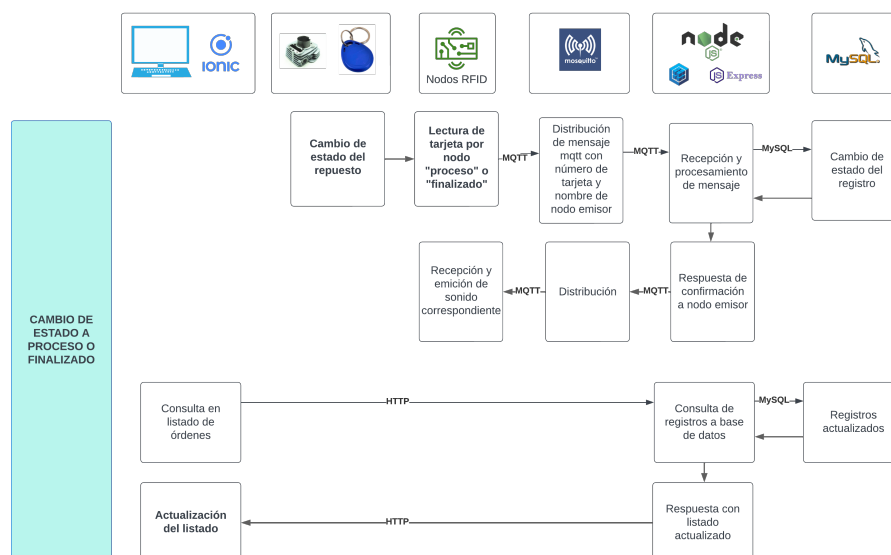 IONIC
Nodos RFID
mosquitto
node
JS
JS Express
MySQL
CAMBIO DE
ESTADO A
PROCESO O
FINALIZADO
Cambio de
estado del
repuesto
Lectura de
tarjeta por
nodo
"proceso" o
"finalizado"
MQTT
Distribución
de mensaje
mqtt con
número de
tarjeta y
nombre de
nodo emisor
MQTT
Recepción y
procesamiento
de mensaje
MySQL
Cambio de
estado del
registro
Recepción y
emición de
sonido
correspondiente
MQTT
Distribución
MQTT
Respuesta de
confirmación
a nodo emisor
Consulta en
listado de
órdenes
HTTP
Consulta de
registros a base
de datos
MySQL
Registros
actualizados
Actualización
del listado
HTTP
Respuesta con
listado
actualizado